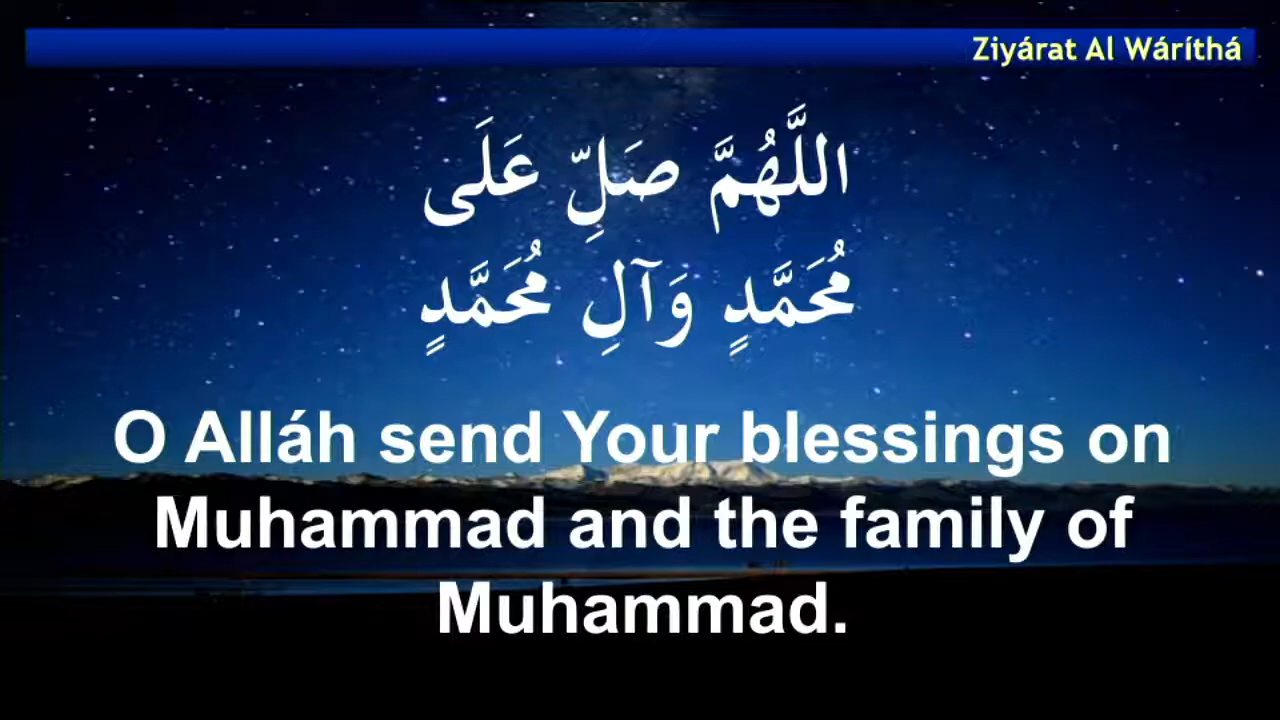 Ziyárat Al Wáríthá
اللَّهُمَّ صَلِّ عَلَى
مُحَمَّدٍ وَآلِ مُحَمَّدٍ
O Alláh send Your blessings on
Muhammad and the family of
Muhammad.